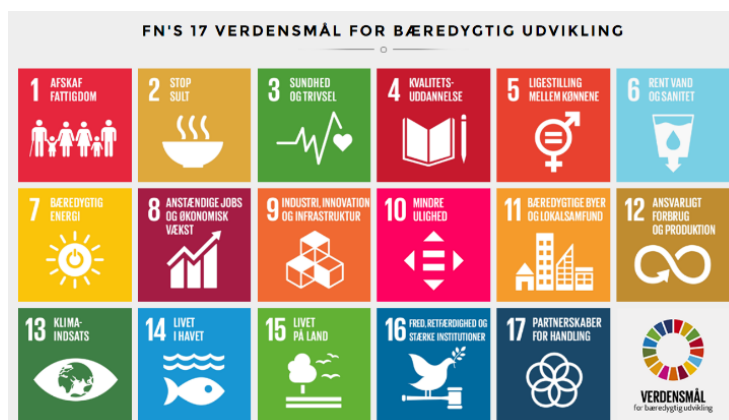 FN'S 17 VERDENSMÅL FOR BÆREDYGTIG UDVIKLING
1 AFSKAF
FATTIGDOM
2 STOP
SULT
3 SUNDHED
OG TRIVSEL
4 KVALITETS-
UDDANNELSE
5 LIGESTILLING
MELLEM KØNNENE
6 RENT VAND
OG SANITET
7 BÆREDYGTIG
ENERGI
8 ANSTÆNDIGE JOBS
OG ØKONOMISK
VÆKST
9 INDUSTRI, INNOVATION
OG INFRASTRUKTUR
10 MINDRE
ULIGHED
11 BÆREDYGTIGE BYER
OG LOKALSAMFUND
12 ANSVARLIGT
FORBRUG
OG PRODUKTION
13 KLIMA-
INDSATS
14 LIVET
I HAVET
15 LIVET
PÅ LAND
16 FRED, RETFÆRDIGHED OG
STÆRKE INSTITUTIONER
17 PARTNERSKABER
FOR HANDLING
VERDENSMÅL
for bæredygtig udvikling